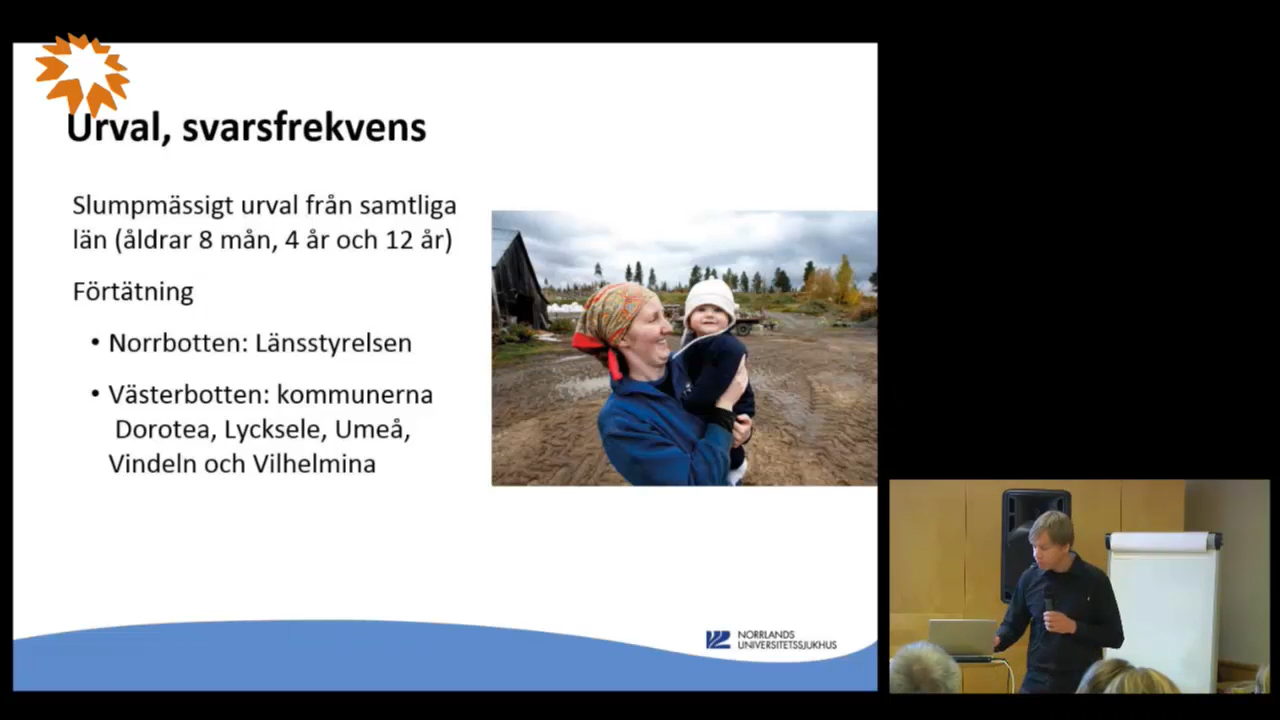 Urval, svarsfrekvens
Slumpmässigt urval från samtliga
län (åldrar 8 mån, 4 år och 12 år)
Förtätning
• Norrbotten: Länsstyrelsen
• Västerbotten: kommunerna
Dorotea, Lycksele, Umeå,
Vindeln och Vilhelmina
NORRLANDS
UNIVERSITETSSJUKHUS